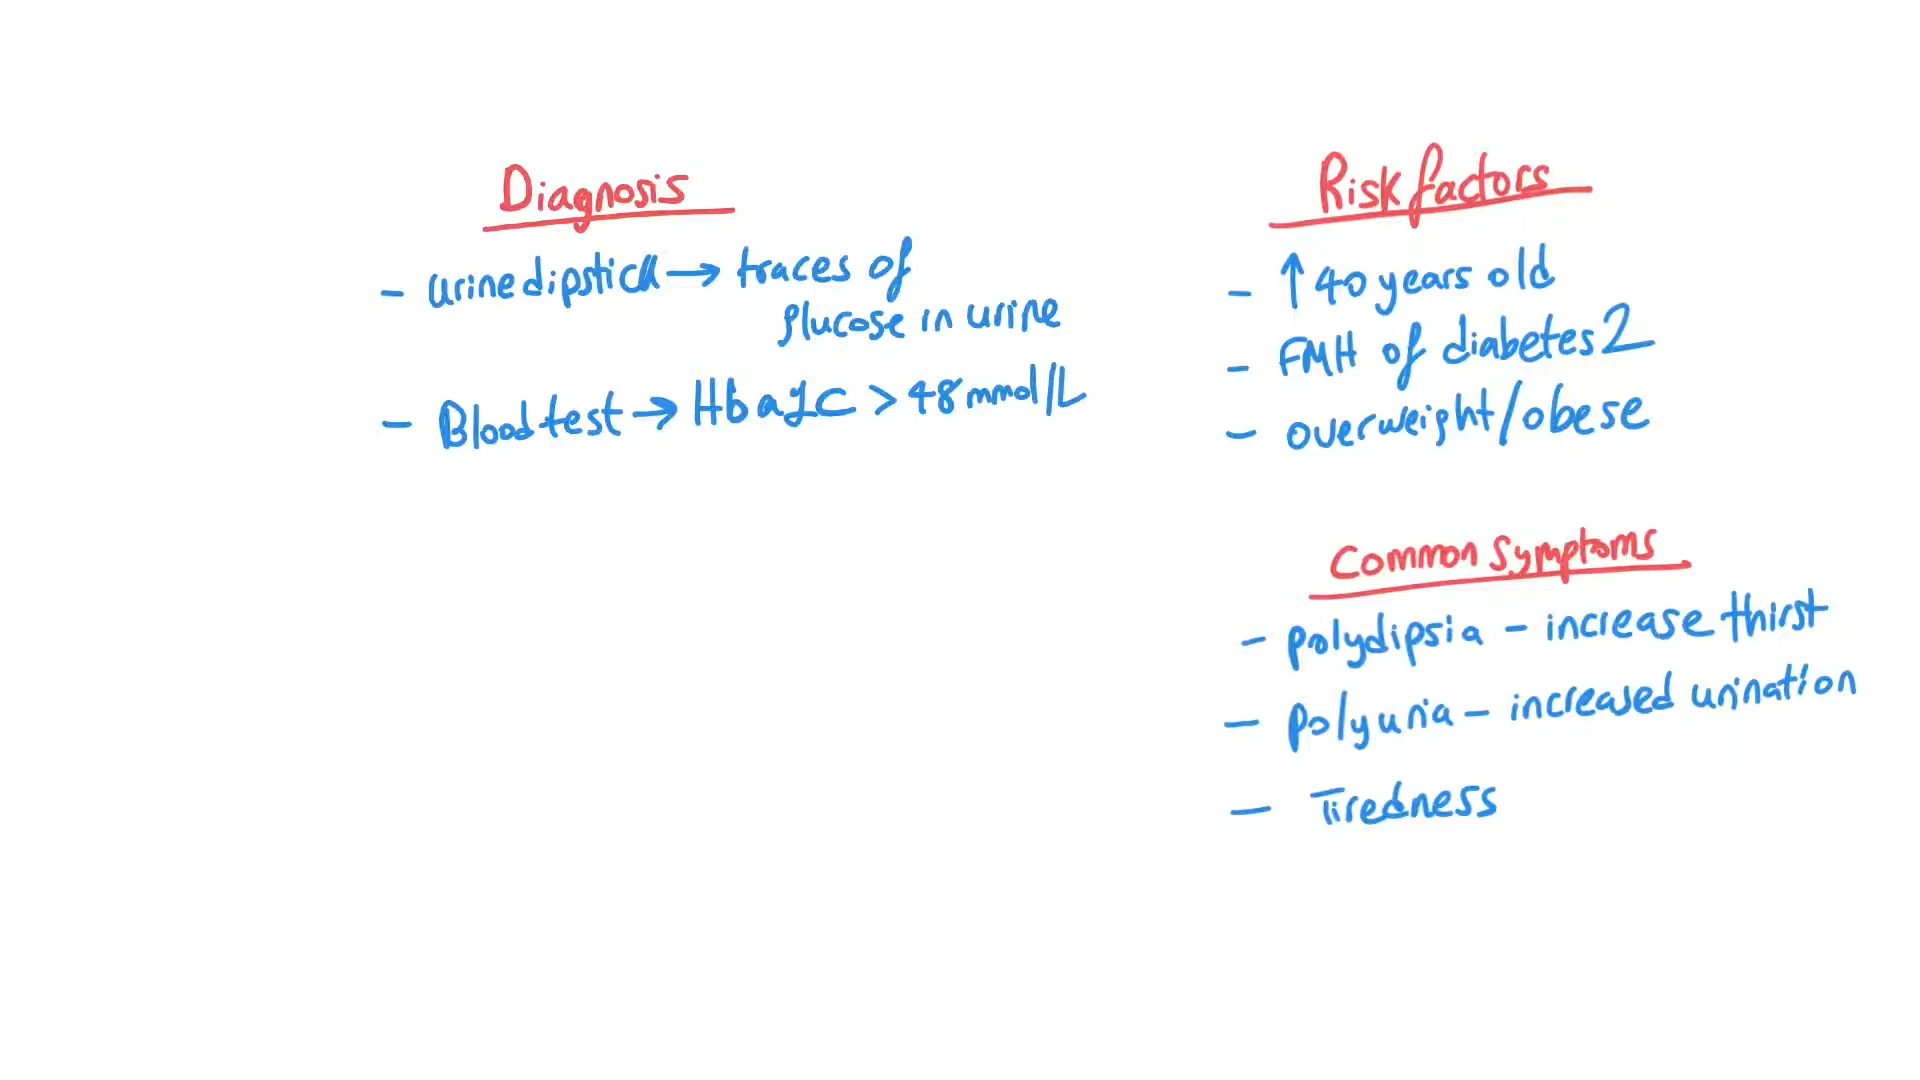 Diagnosis
- urine dipstick → traces of
glucose in urine
- Blood test → Hba1c > 48 mmol/L
Risk factors
- ↑ 40 years old
- FMH of diabetes 2
- overweight/obese
Common symptoms
- polydipsia - increase thirst
- polyuria - increased urination
- Tiredness